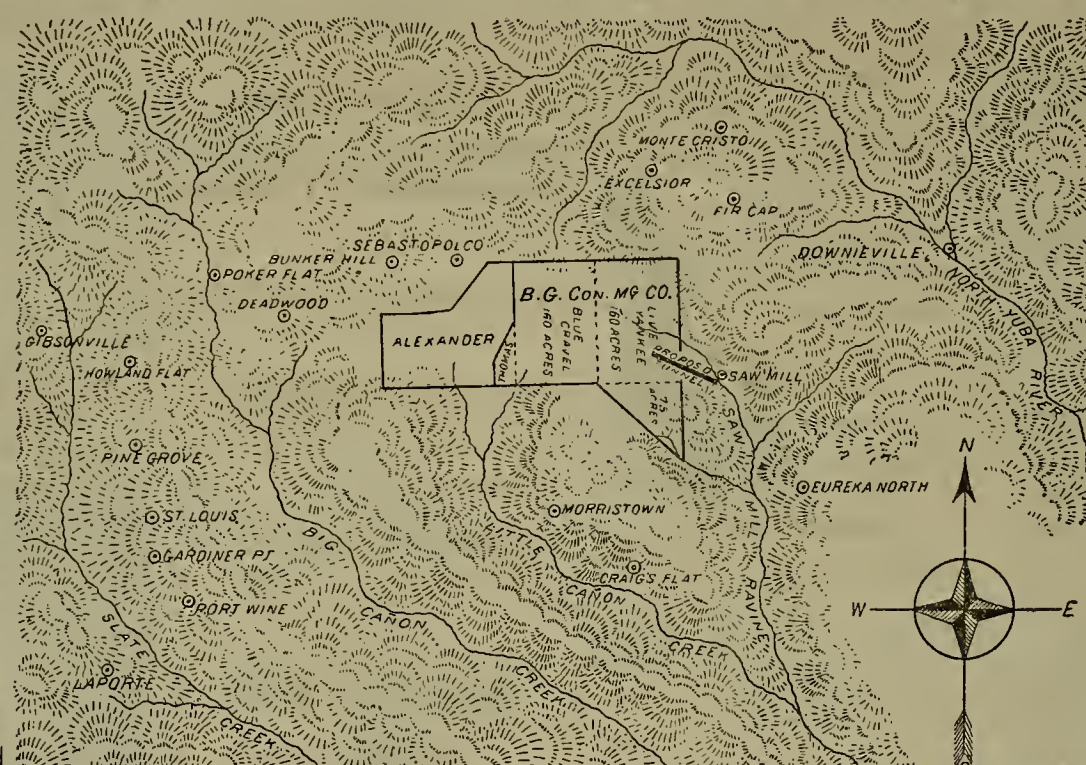 MONTE CRISTO
EXCELSIOR
FIR CAP
SEBASTOPOL CO
BUNKER HILL
POKER FLAT
DEADWOOD
DOWNIEVILLE
NORTH YUBA RIVER
B.G. CON. MG CO.
BLUE
GRAVEL
160 ACRES
LIVE
YANKEE
160 ACRES
ALEXANDER
PROPOSED
TUNNEL
SAW MILL
75
ACRE
GIBSONVILLE
HOWLAND FLAT
PINE GROVE
ST. LOUIS
GARDINER PT
PORT WINE
LAPORTE
SLATE CREEK
BIG CAÑON CREEK
LITTLE CAÑON CREEK
MORRISTOWN
CRAIG'S FLAT
SAW MILL RAVINE
EUREKA NORTH
N
W
E